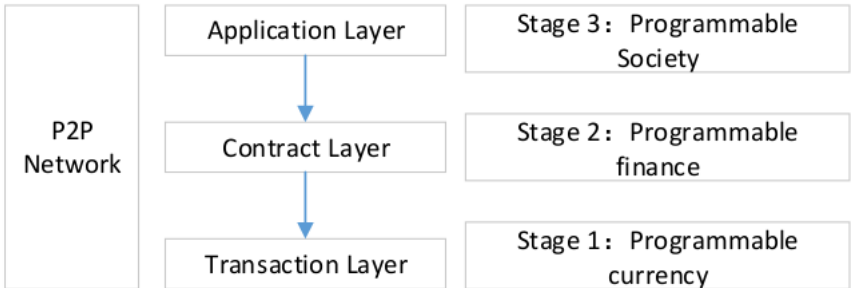 P2P
Network
Application Layer
Contract Layer
Transaction Layer
Stage 3：Programmable
Society
Stage 2：Programmable
finance
Stage 1：Programmable
currency